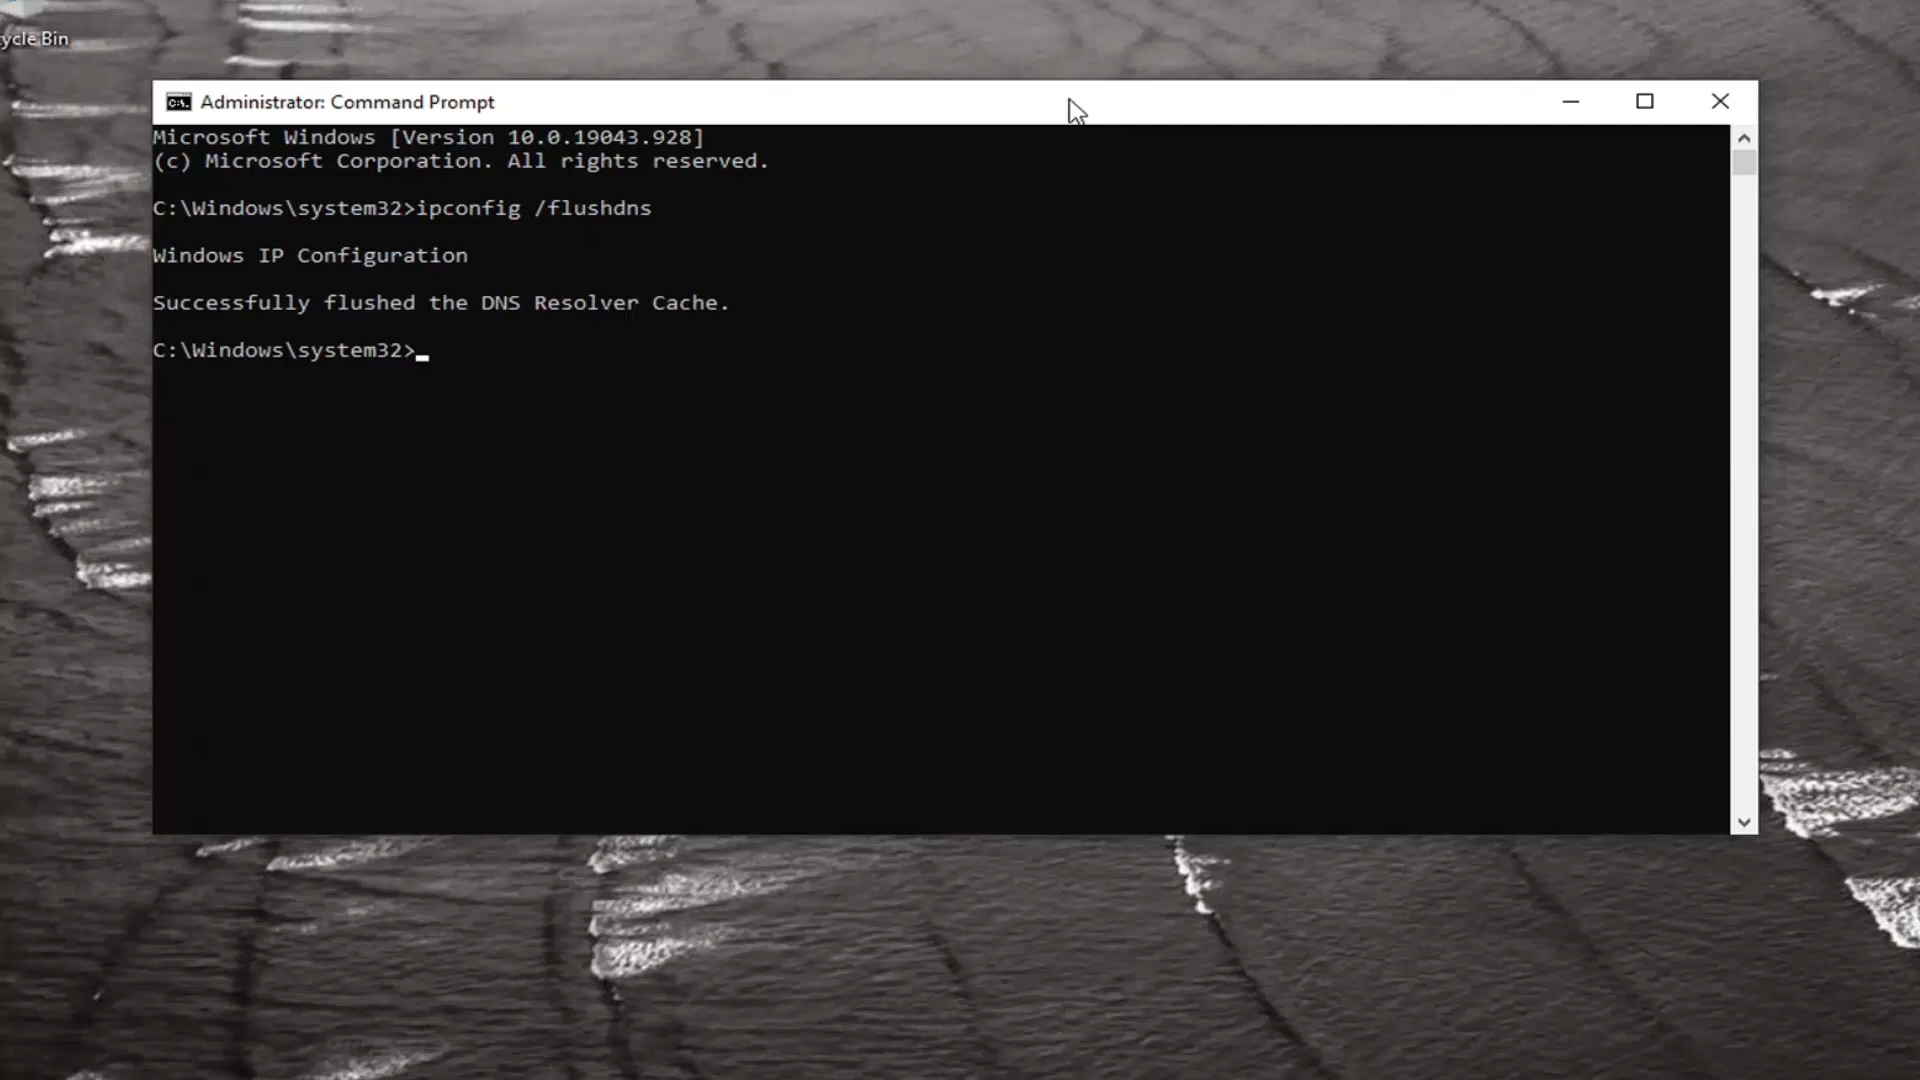 ycle Bin
Administrator: Command Prompt
Microsoft Windows [Version 10.0.19043.928]
(c) Microsoft Corporation. All rights reserved.
C:\Windows\system32>ipconfig /flushdns
Windows IP Configuration
Successfully flushed the DNS Resolver Cache.
C:\Windows\system32>